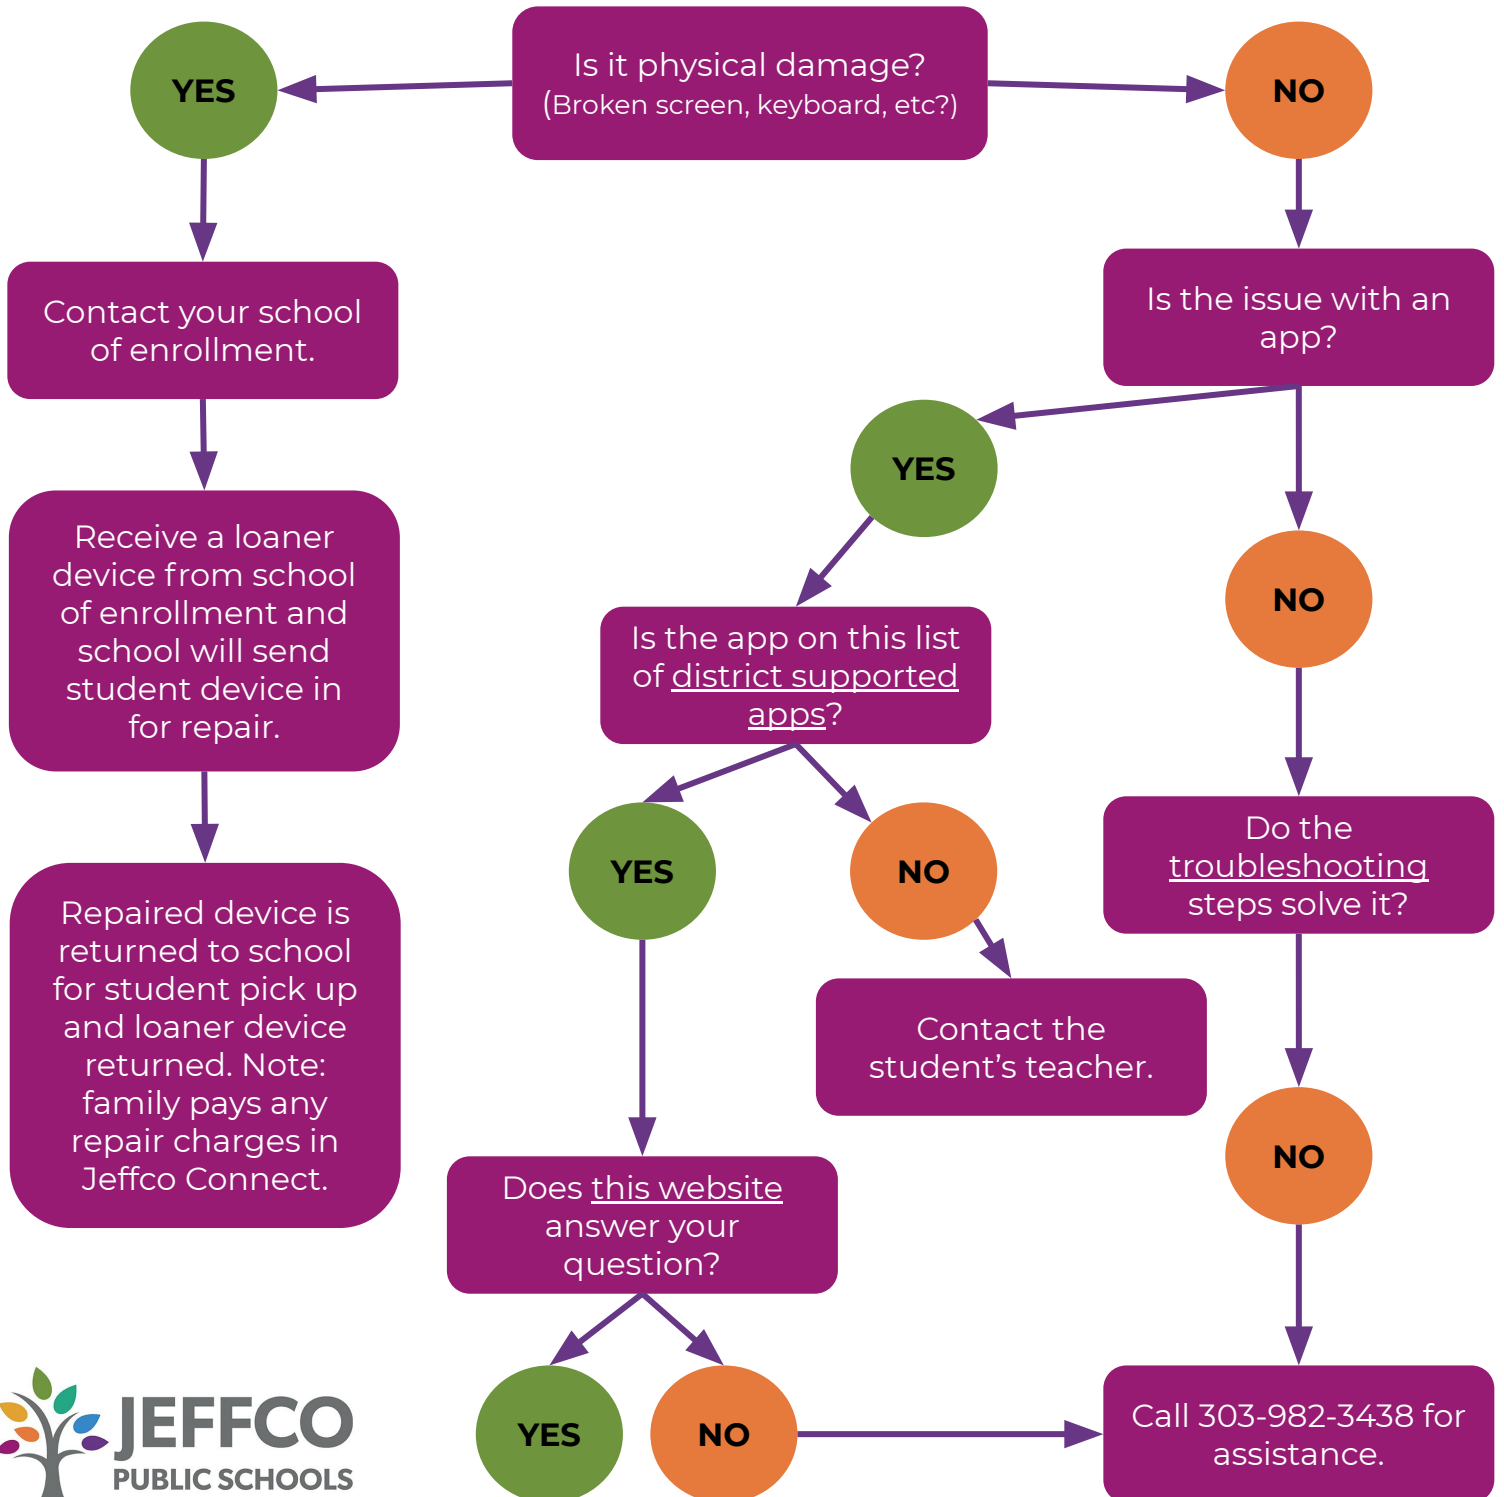 YES
Is it physical damage?
(Broken screen, keyboard, etc?)
NO
Contact your school
of enrollment.
Is the issue with an
app?
YES
Receive a loaner
device from school
of enrollment and
school will send
student device in
for repair.
NO
Is the app on this list
of district supported
apps?
YES
NO
Do the
troubleshooting
steps solve it?
Repaired device is
returned to school
for student pick up
and loaner device
returned. Note:
family pays any
repair charges in
Jeffco Connect.
Contact the
student’s teacher.
NO
Does this website
answer your
question?
YES
NO
Call 303-982-3438 for
assistance.
JEFFCO
PUBLIC SCHOOLS